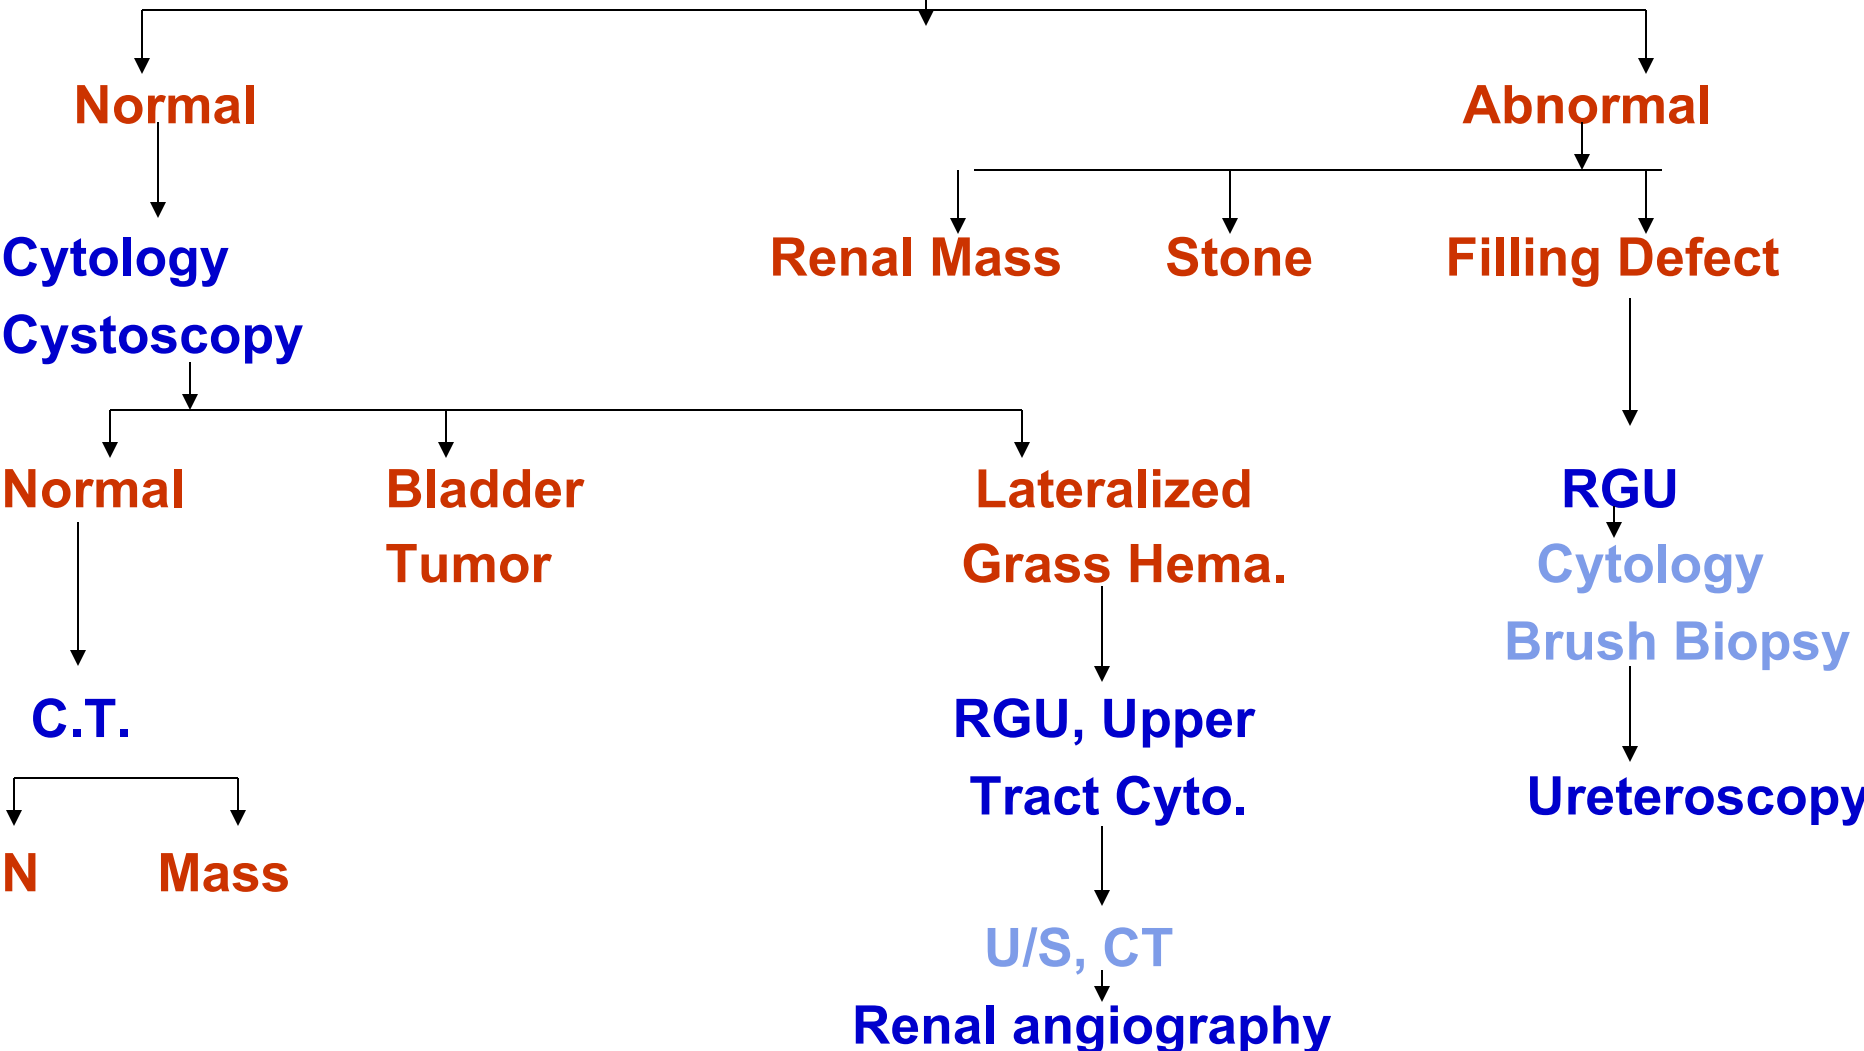 Normal Abnormal
Cytology Renal Mass Stone Filling Defect
Cystoscopy
Normal Bladder Lateralized RGU
Tumor Grass Hema. Cytology
Brush Biopsy
C.T. RGU, Upper
Tract Cyto. Ureteroscopy
N Mass
U/S, CT
Renal angiography